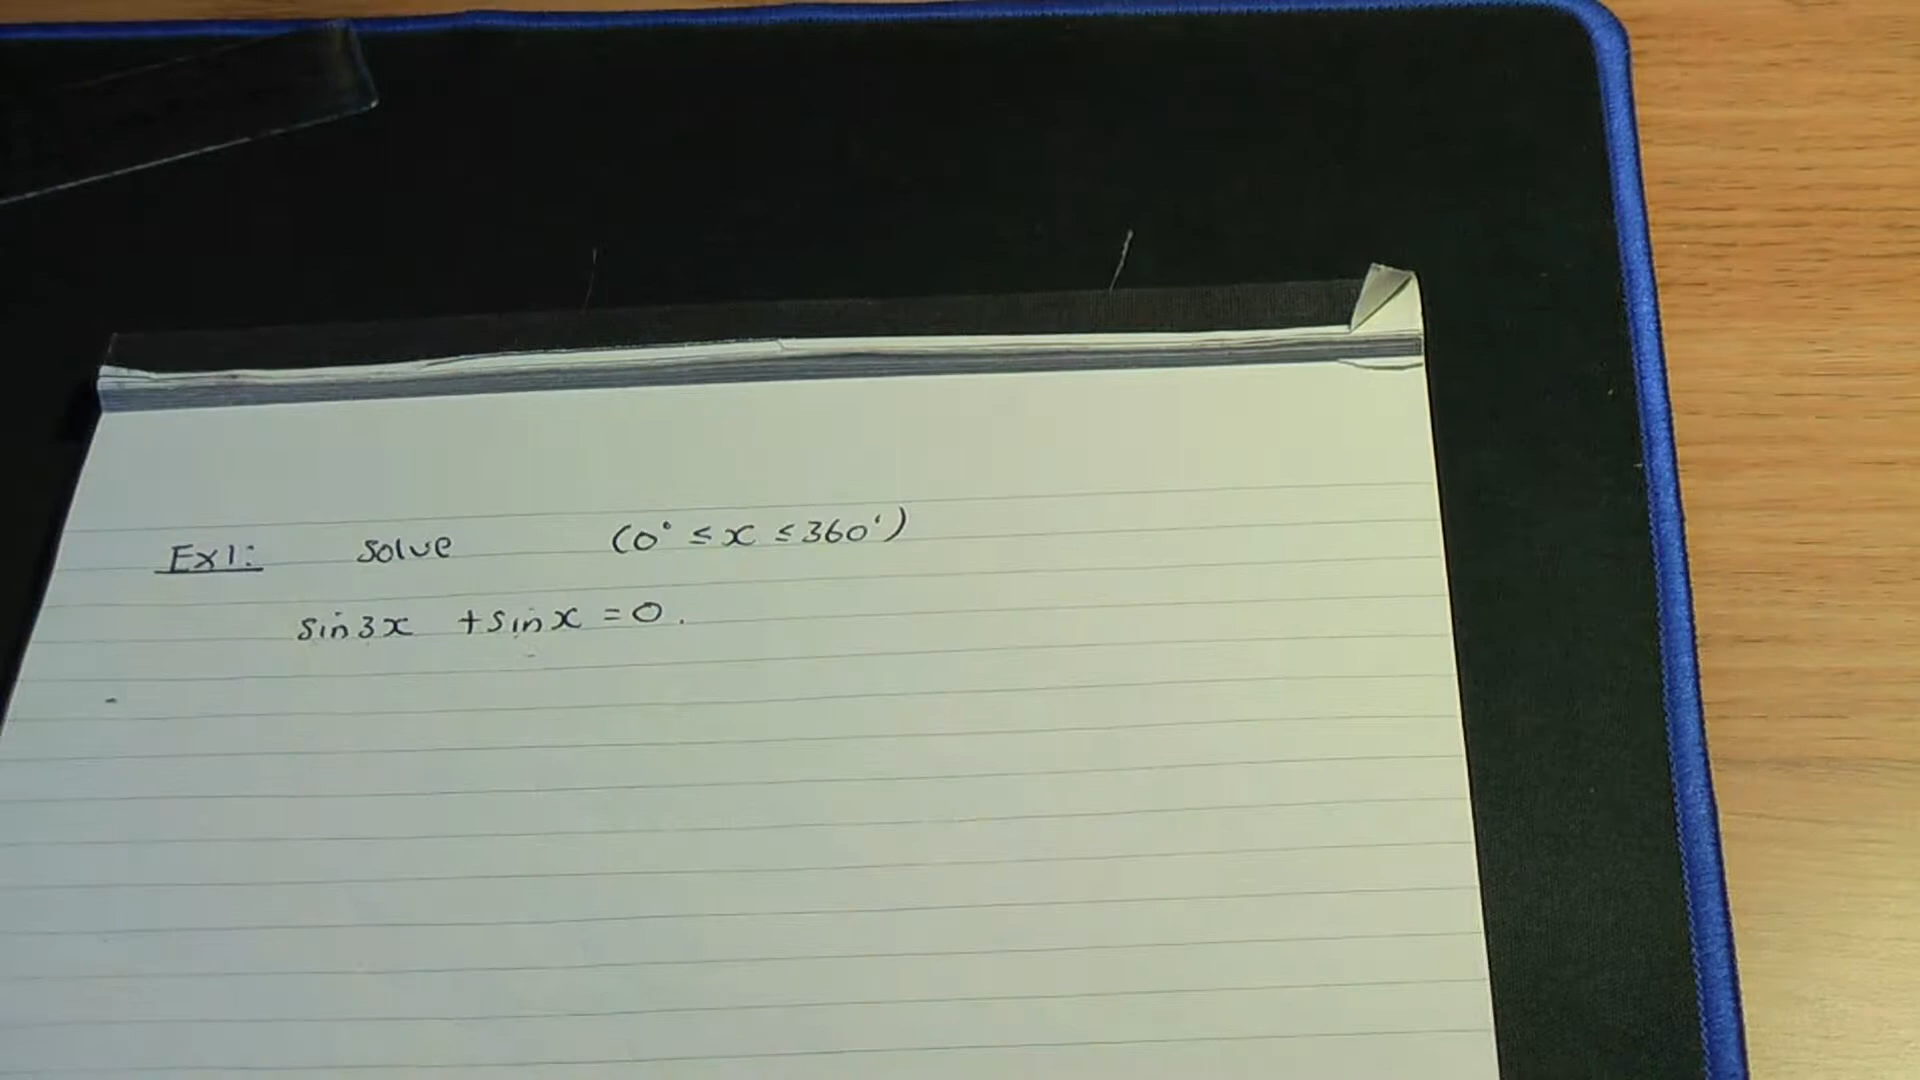 Ex1: solve (0° ≤ x ≤ 360°)
sin3x + sinx = 0.